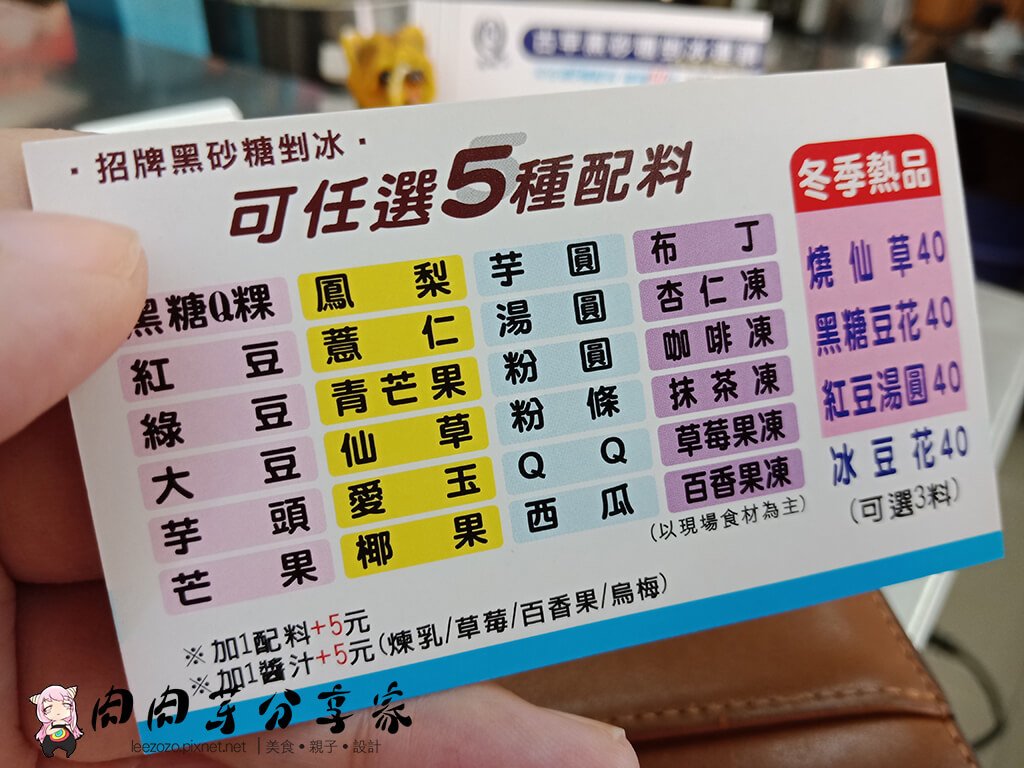 •招牌黑砂糖剉冰•
可任選5種配料
黑糖Q粿
紅豆
綠豆
大豆
芋頭
芒果
鳳梨
薏仁
青芒果
仙草
愛玉
椰果
芋圓
湯圓
粉圓
粉條
QQ
西瓜
布丁
杏仁凍
咖啡凍
抹茶凍
草莓果凍
百香果凍
(以現場食材為主)
冬季熱品
燒仙草40
黑糖豆花40
紅豆湯圓40
冰豆花40
(可選3料)
※加1配料+5元
※加1醬汁+5元(煉乳/草莓/百香果/烏梅)
肉肉芽分享家
leezozo.pixnet.net |美食•親子•設計